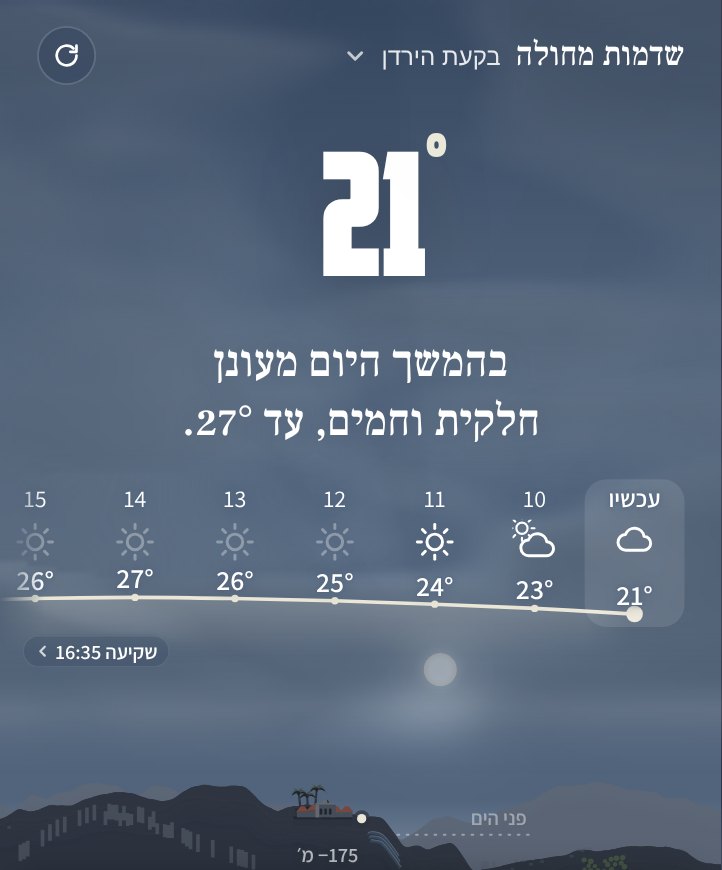 שדמות מחולה בקעת הירדן
21°
בהמשך היום מעונן
חלקית וחמים, עד 27°.
עכשיו 10 11 12 13 14 15
21° 23° 24° 25° 26° 27° 26°
שקיעה 16:35
פני הים
−175 מ׳